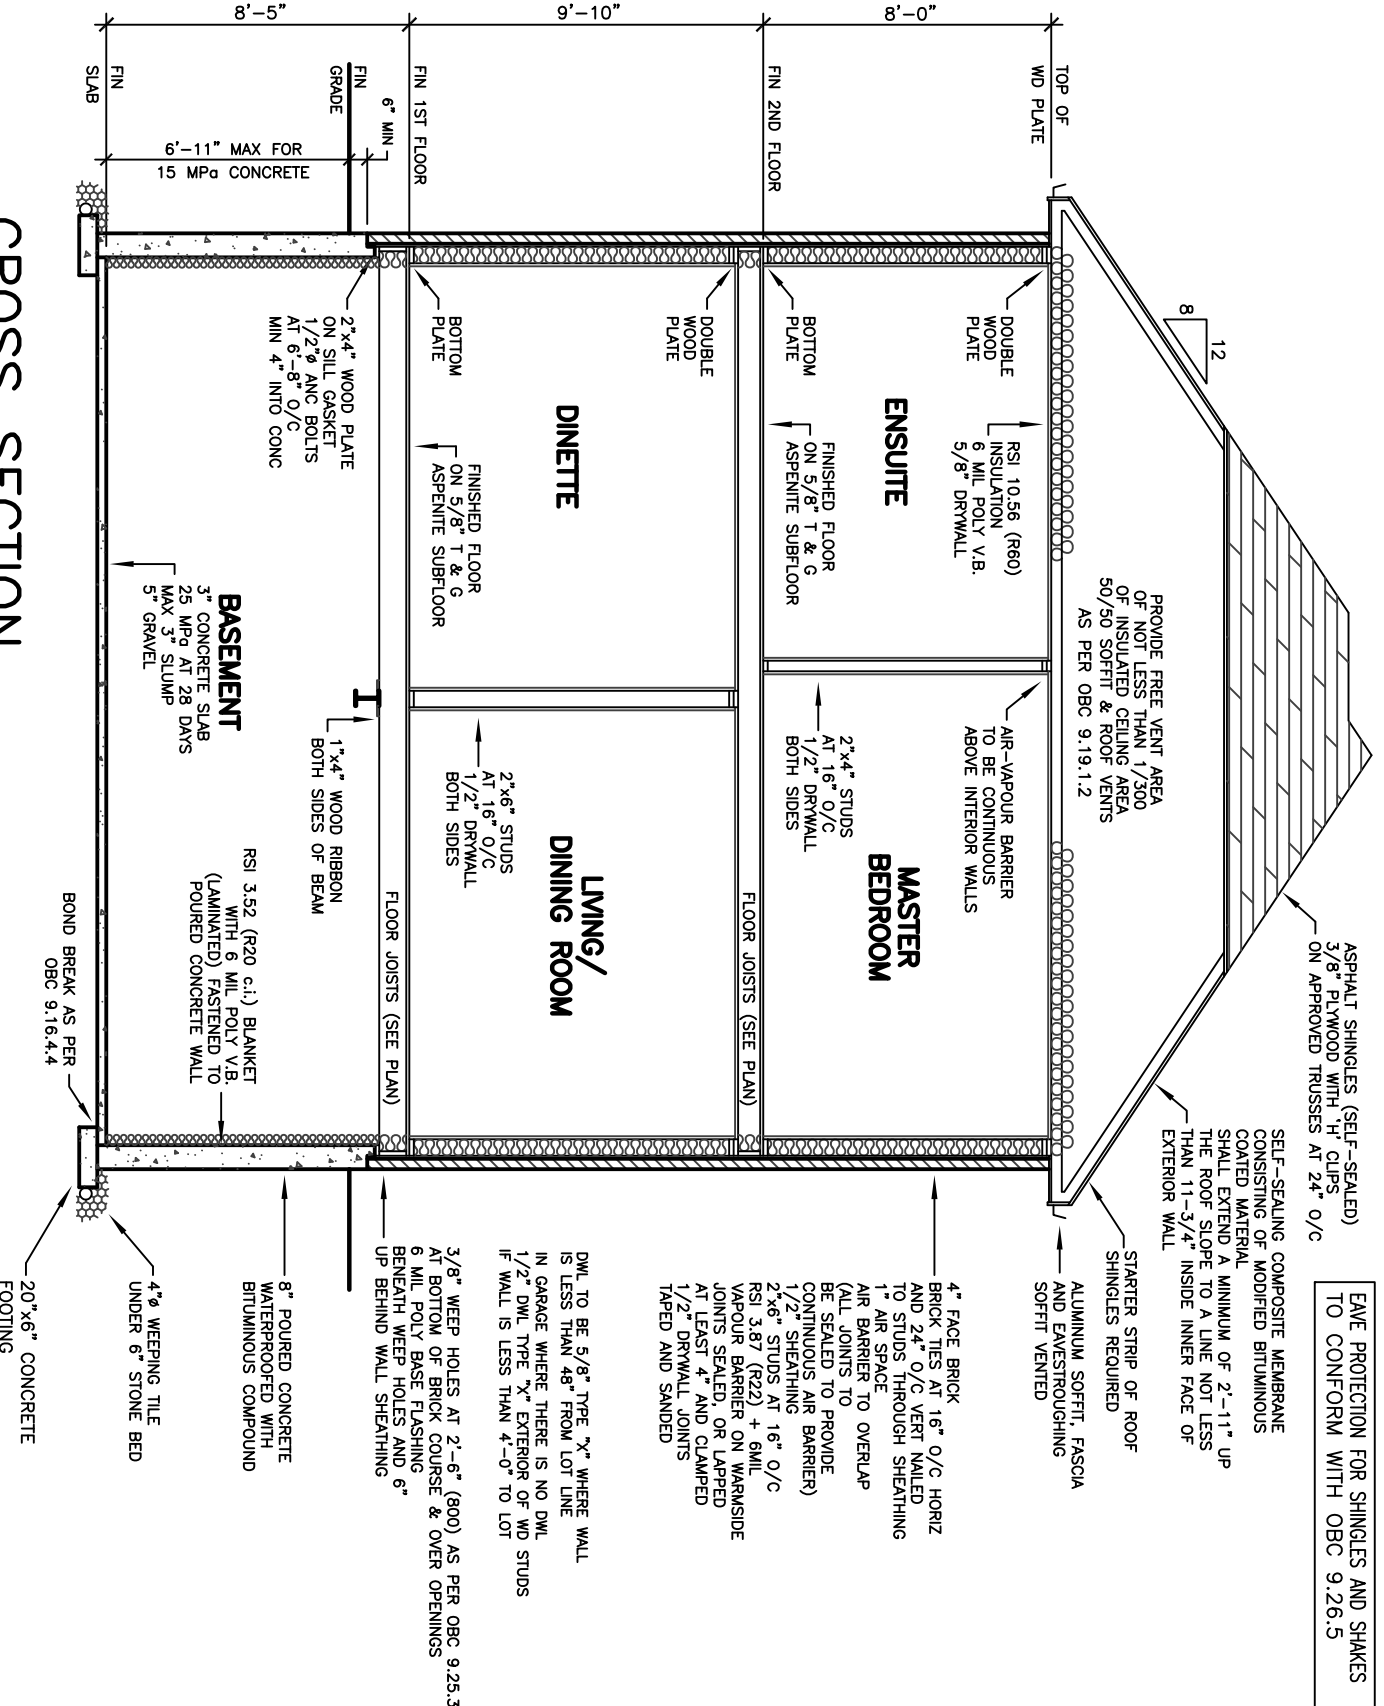 EAVE PROTECTION FOR SHINGLES AND SHAKES
TO CONFORM WITH OBC 9.26.5
ASPHALT SHINGLES (SELF-SEALED)
3/8" PLYWOOD WITH 'H' CLIPS
ON APPROVED TRUSSES AT 24" O/C
SELF-SEALING COMPOSITE MEMBRANE
CONSISTING OF MODIFIED BITUMINOUS
COATED MATERIAL
SHALL EXTEND A MINIMUM OF 2'-11" UP
THE ROOF SLOPE TO A LINE NOT LESS
THAN 11-3/4" INSIDE INNER FACE OF
EXTERIOR WALL
STARTER STRIP OF ROOF
SHINGLES REQUIRED
ALUMINUM SOFFIT, FASCIA
AND EAVESTROUGHING
SOFFIT VENTED
12
8
PROVIDE FREE VENT AREA
OF NOT LESS THAN 1/300
OF INSULATED CEILING AREA
50/50 SOFFIT & ROOF VENTS
AS PER OBC 9.19.1.2
TOP OF
WD PLATE
8'-0"
DOUBLE
WOOD
PLATE
RSI 10.56 (R60)
INSULATION
6 MIL POLY V.B.
5/8" DRYWALL
AIR-VAPOUR BARRIER
TO BE CONTINUOUS
ABOVE INTERIOR WALLS
ENSUITE
MASTER
BEDROOM
2"x4" STUDS
AT 16" O/C
1/2" DRYWALL
BOTH SIDES
BOTTOM
PLATE
FINISHED FLOOR
ON 5/8" T & G
ASPENITE SUBFLOOR
4" FACE BRICK
BRICK TIES AT 16" O/C HORIZ
AND 24" O/C VERT NAILED
TO STUDS THROUGH SHEATHING
1" AIR SPACE
AIR BARRIER TO OVERLAP
(ALL JOINTS TO
BE SEALED TO PROVIDE
CONTINUOUS AIR BARRIER)
1/2" SHEATHING
2"x6" STUDS AT 16" O/C
RSI 3.87 (R22) + 6MIL
VAPOUR BARRIER ON WARMSIDE
JOINTS SEALED, OR LAPPED
AT LEAST 4" AND CLAMPED
1/2" DRYWALL JOINTS
TAPED AND SANDED
FIN 2ND FLOOR
9'-10"
FLOOR JOISTS (SEE PLAN)
DOUBLE
WOOD
PLATE
DINETTE
LIVING/
DINING ROOM
2"x6" STUDS
AT 16" O/C
1/2" DRYWALL
BOTH SIDES
BOTTOM
PLATE
FINISHED FLOOR
ON 5/8" T & G
ASPENITE SUBFLOOR
DWL TO BE 5/8" TYPE "X" WHERE WALL
IS LESS THAN 48" FROM LOT LINE
IN GARAGE WHERE THERE IS NO DWL
1/2" DWL TYPE "X" EXTERIOR OF WD STUDS
IF WALL IS LESS THAN 4'-0" TO LOT
3/8" WEEP HOLES AT 2'-6" (800) AS PER OBC 9.25.3
AT BOTTOM OF BRICK COURSE & OVER OPENINGS
6 MIL POLY BASE FLASHING
BENEATH WEEP HOLES AND 6"
UP BEHIND WALL SHEATHING
FIN 1ST FLOOR
6" MIN
8'-5"
FIN
GRADE
6'-11" MAX FOR
15 MPa CONCRETE
FIN
SLAB
FLOOR JOISTS (SEE PLAN)
2"x4" WOOD PLATE
ON SILL GASKET
1/2"ø ANC BOLTS
AT 6'-8" O/C
MIN 4" INTO CONC
1"x4" WOOD RIBBON
BOTH SIDES OF BEAM
BASEMENT
3" CONCRETE SLAB
25 MPa AT 28 DAYS
MAX 3" SLUMP
5" GRAVEL
RSI 3.52 (R20 c.i.) BLANKET
WITH 6 MIL POLY V.B.
(LAMINATED) FASTENED TO
POURED CONCRETE WALL
BOND BREAK AS PER
OBC 9.16.4.4
8" POURED CONCRETE
WATERPROOFED WITH
BITUMINOUS COMPOUND
4"ø WEEPING TILE
UNDER 6" STONE BED
20"x6" CONCRETE
FOOTING
CROSS SECTION